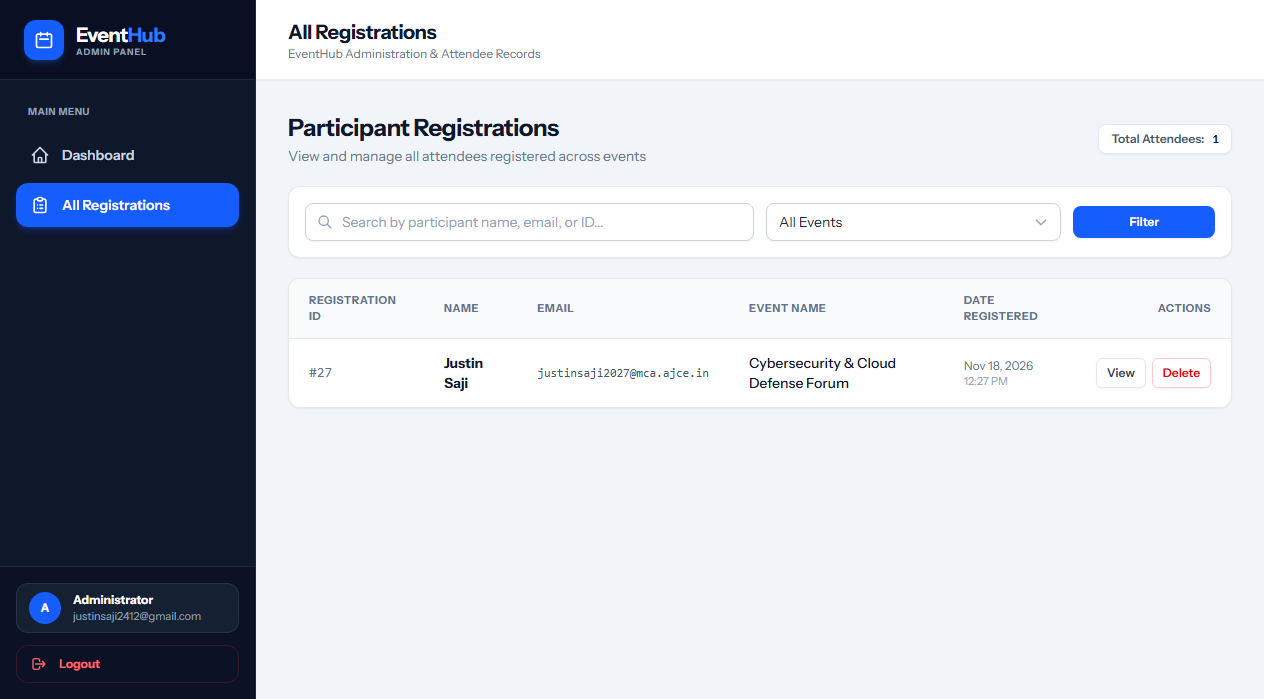 EventHub
ADMIN PANEL
MAIN MENU
Dashboard
All Registrations
Administrator
A
justinsaji2412@gmail.com
Logout
All Registrations
EventHub Administration & Attendee Records
Participant Registrations
View and manage all attendees registered across events
Total Attendees: 1
Search by participant name, email, or ID...
All Events
Filter
REGISTRATION
ID
NAME
EMAIL
EVENT NAME
DATE
REGISTERED
ACTIONS
#27
Justin
Saji
justinsaji2027@mca.ajce.in
Cybersecurity & Cloud
Defense Forum
Nov 18, 2026
12:27 PM
View
Delete